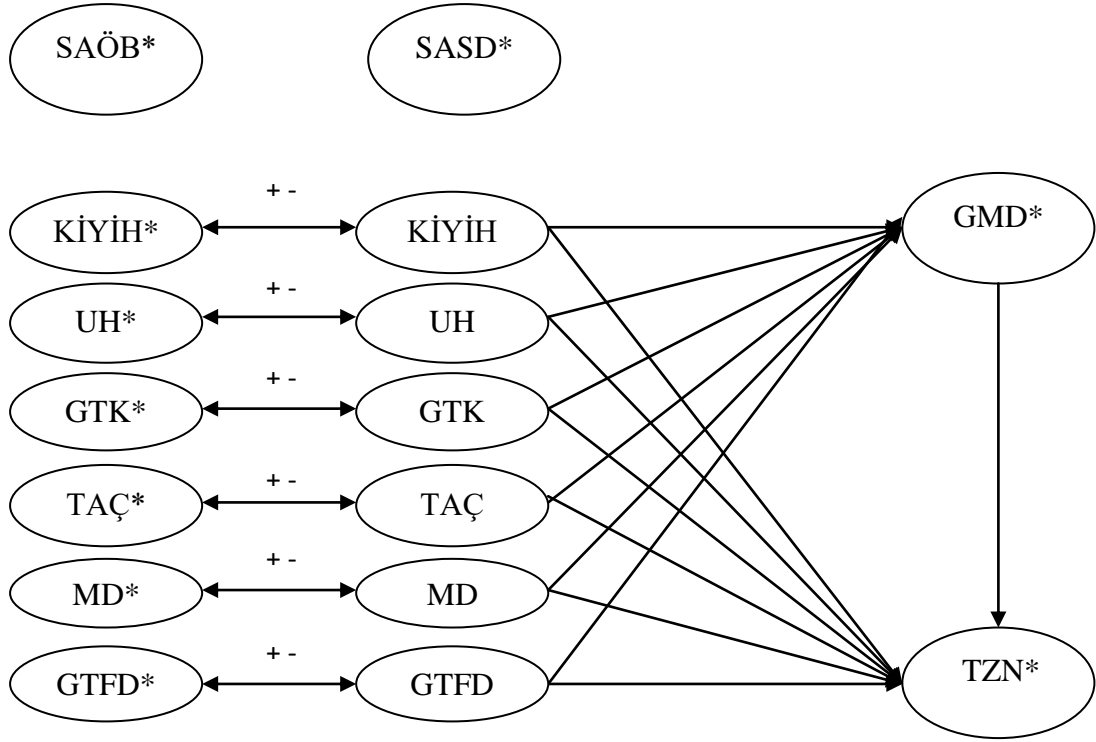 SAÖB* SASD*
+ -
KİYİH* KİYİH GMD*
+ -
UH* UH
+ -
GTK* GTK
+ -
TAÇ* TAÇ
+ -
MD* MD
+ -
GTFD* GTFD TZN*